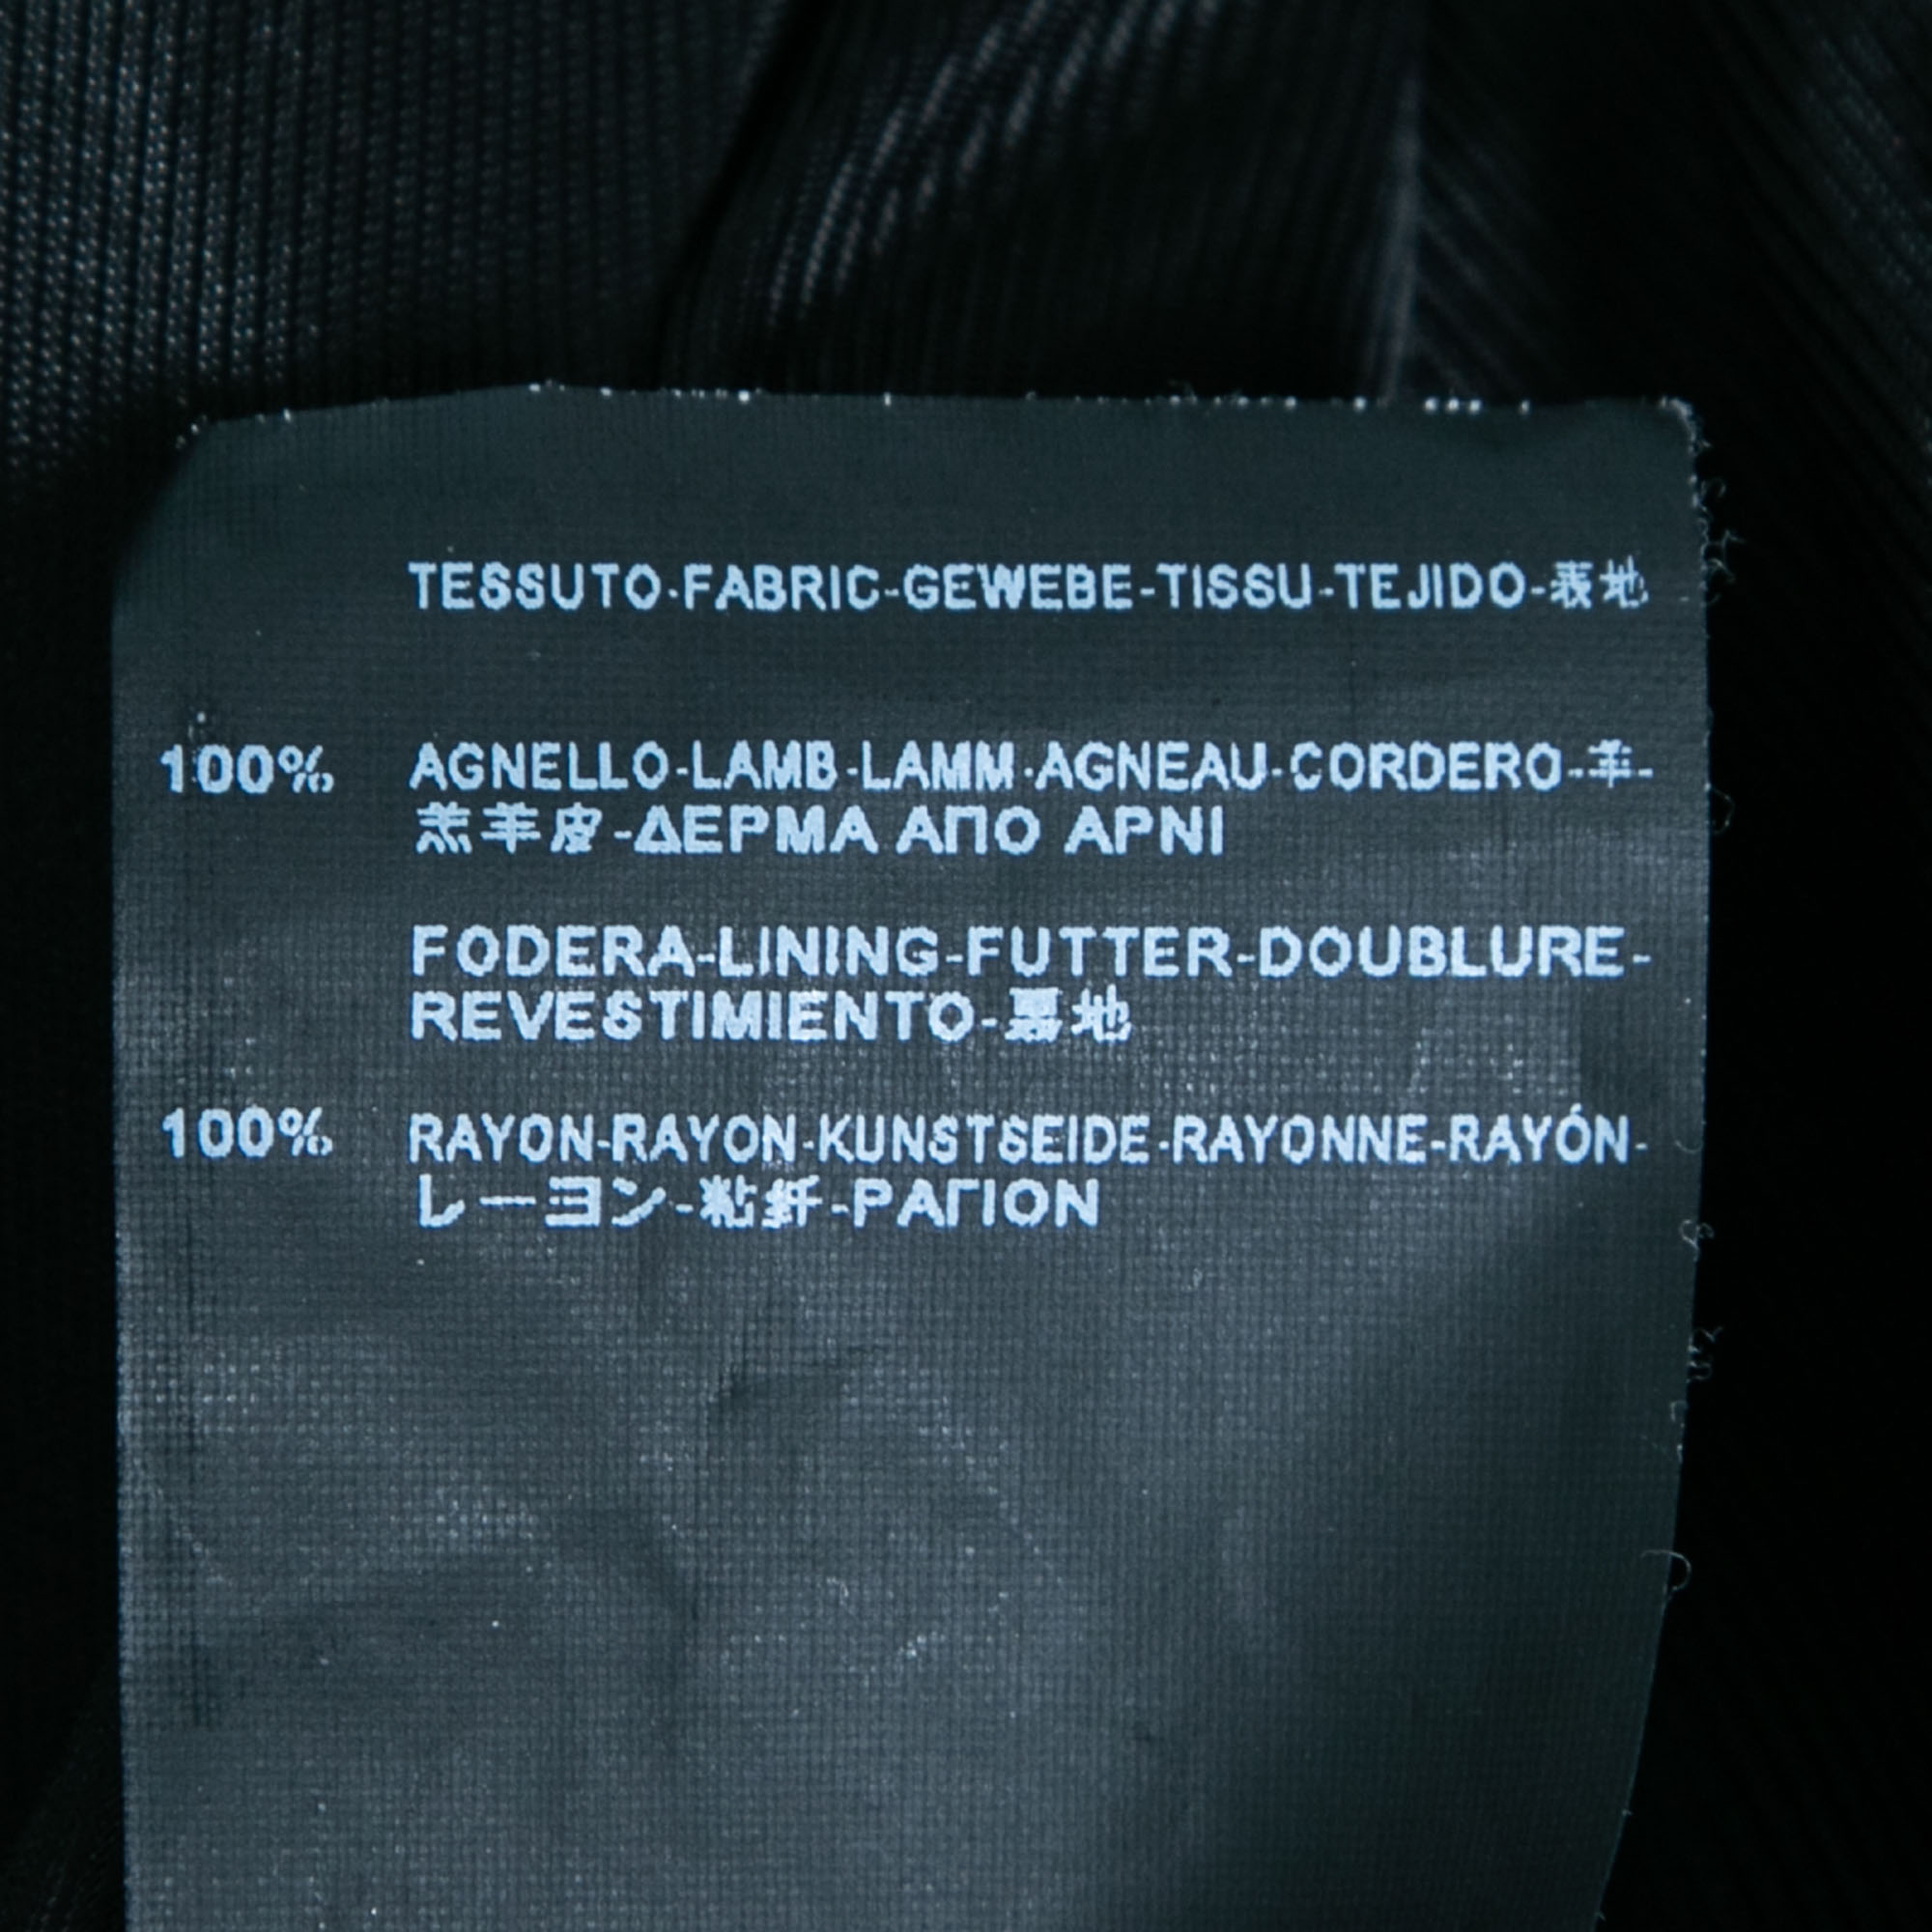 TESSUTO-FABRIC-GEWEBE-TISSU-TEJIDO-表地
100% AGNELLO-LAMB-LAMM-AGNEAU-CORDERO-羊-
羔羊皮-ΔΕΡΜΑ ΑΠΟ ΑΡΝΙ
FODERA-LINING-FUTTER-DOUBLURE-
REVESTIMIENTO-裏地
100% RAYON-RAYON-KUNSTSEIDE-RAYONNE-RAYÓN-
レーヨン-粘纤-ΡΑΓΙΟΝ